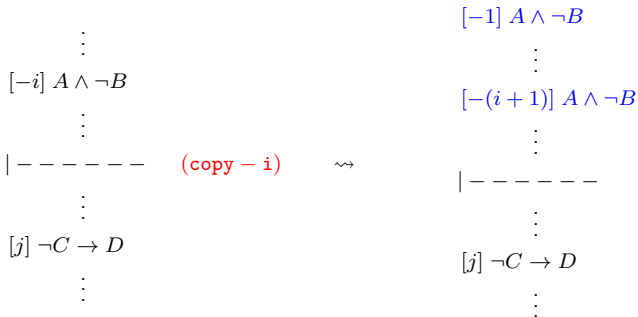 [−1] A ∧ ¬B
⋮
⋮
[−i] A ∧ ¬B
[−(i + 1)] A ∧ ¬B
⋮
⋮
| − − − − − − (copy − i) ⇝
| − − − − − −
⋮
⋮
[j] ¬C → D
[j] ¬C → D
⋮
⋮